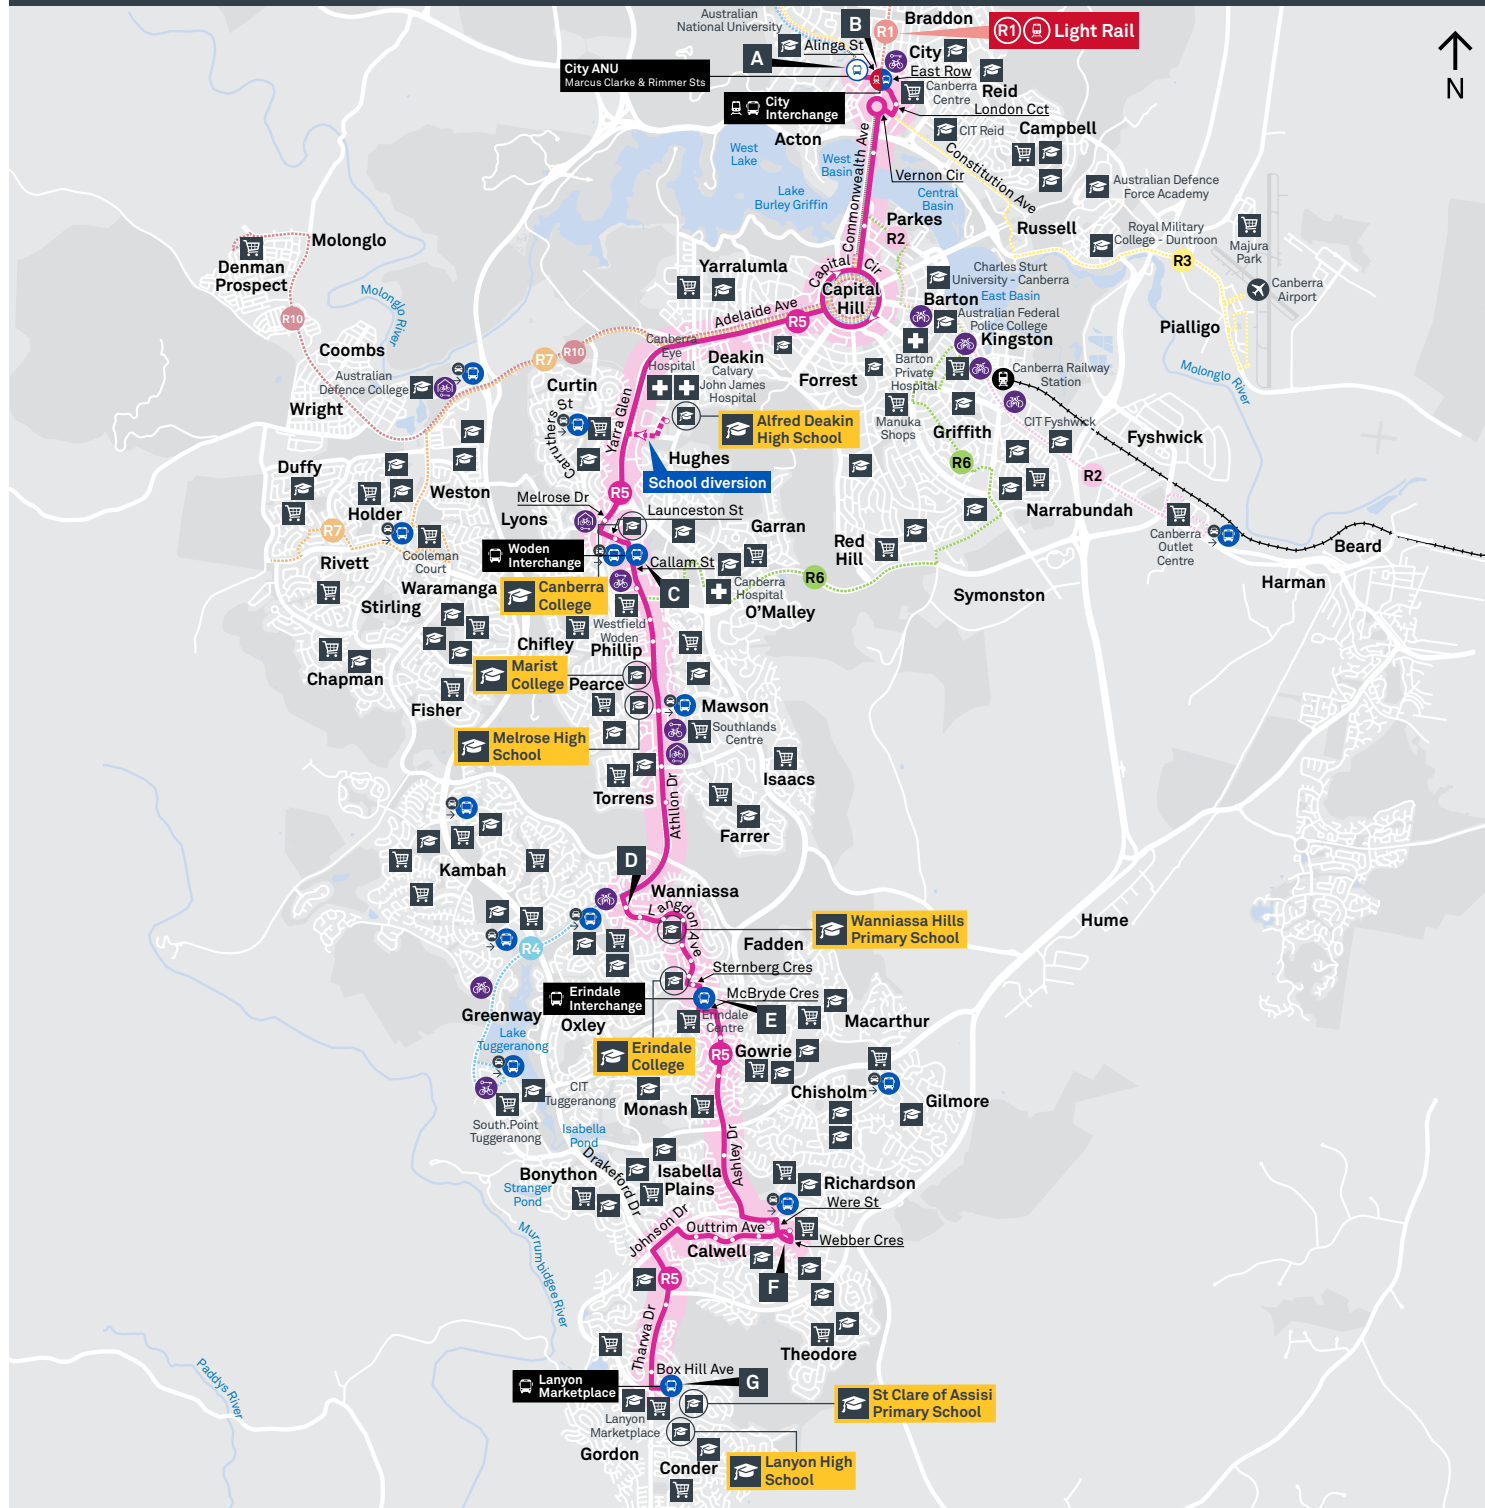 Australian
National University
Braddon
R1
R1 Light Rail
B
A
Alinga St
City
East Row
City ANU
Marcus Clarke & Rimmer Sts
N
City
Interchange
Canberra
Centre
Reid
London Cct
Acton
CIT Reid
Campbell
Commonwealth Ave
Constitution Ave
West
Lake
West
Basin
Vernon Cir
Lake
Burley Griffin
Central
Basin
Australian Defence
Force Academy
Parkes
R2
Russell
Royal Military
College - Duntroon
Majura
Park
R3
Molonglo
Denman
Prospect
Yarralumla
Capital Cir
Capital
Hill
Charles Sturt
University - Canberra
Canberra
Airport
Molonglo River
Barton
East Basin
Adelaide Ave
R5
Australian Federal
Police College
Pialligo
R10
Coombs
Canberra
Eye
Hospital
Deakin
Kingston
R7
R10
Calvary
John James
Hospital
Forrest
Barton
Private
Hospital
Canberra Railway
Station
Molonglo River
Australian
Defence College
Curtin
Wright
Carruthers St
Yarra Glen
Manuka
Shops
Alfred Deakin
High School
CIT Fyshwick
Griffith
Fyshwick
Hughes
R6
Duffy
School diversion
R2
Weston
R5
Melrose Dr
Launceston St
Narrabundah
Holder
Lyons
Garran
R7
Woden
Interchange
Red
Hill
Canberra
Outlet
Centre
Beard
Rivett
Cooleman
Court
Callam St
Waramanga
Canberra
College
C
Canberra
Hospital
R6
Harman
Stirling
O'Malley
Symonston
Westfield
Woden
Chifley
Phillip
Chapman
Marist
College
Pearce
Fisher
Mawson
Melrose High
School
Southlands
Centre
Isaacs
Torrens
Athllon Dr
Farrer
Kambah
D
Wanniassa
Langdon Ave
Wanniassa Hills
Primary School
Hume
R4
Fadden
Sternberg Cres
Erindale
Interchange
McBryde Cres
Greenway
Oxley
Erindale
Centre
E
Macarthur
Lake
Tuggeranong
Erindale
College
R5
Gowrie
CIT
Tuggeranong
Monash
Chisholm
Gilmore
South.Point
Tuggeranong
Isabella
Pond
Ashley Dr
Drakeford Dr
Bonython
Isabella
Plains
Stranger
Pond
Richardson
Were St
Johnson Dr
Outtrim Ave
Murrumbidgee River
Calwell
Webber Cres
R5
F
Tharwa Dr
Theodore
Paddys River
Box Hill Ave
Lanyon
Marketplace
G
St Clare of Assisi
Primary School
Lanyon
Marketplace
Gordon
Conder
Lanyon High
School